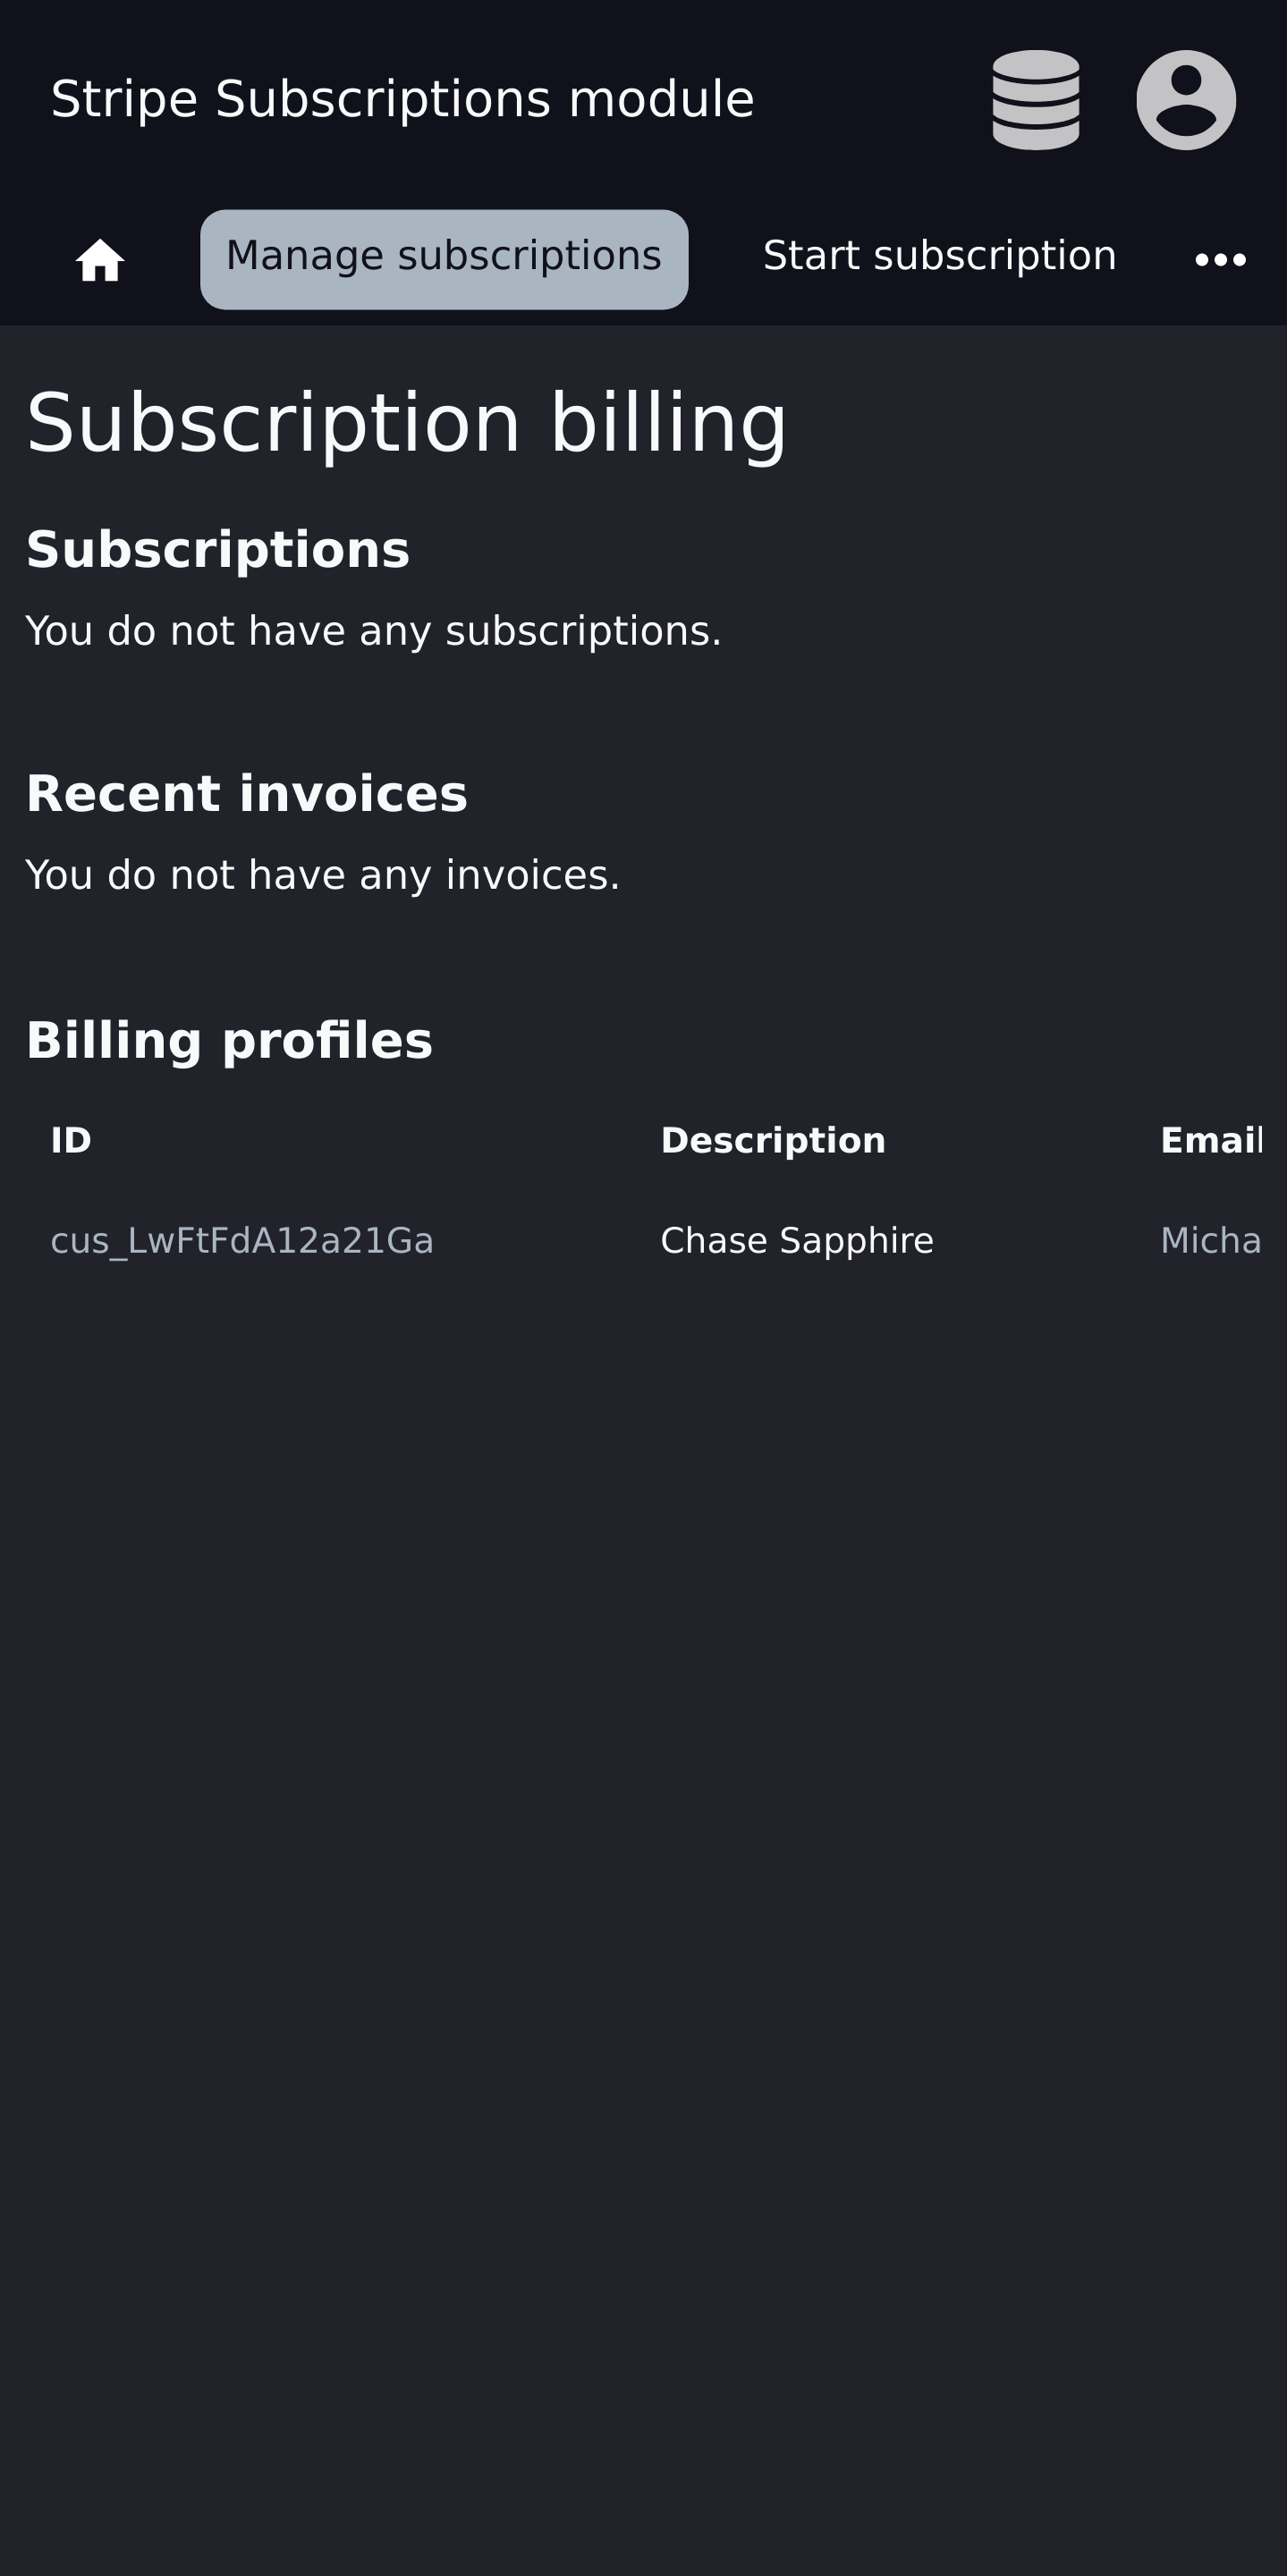 Stripe Subscriptions module
Manage subscriptions Start subscription
Subscription billing
Subscriptions
You do not have any subscriptions.
Recent invoices
You do not have any invoices.
Billing profiles
ID Description Email
cus_LwFtFdA12a21Ga Chase Sapphire Micha